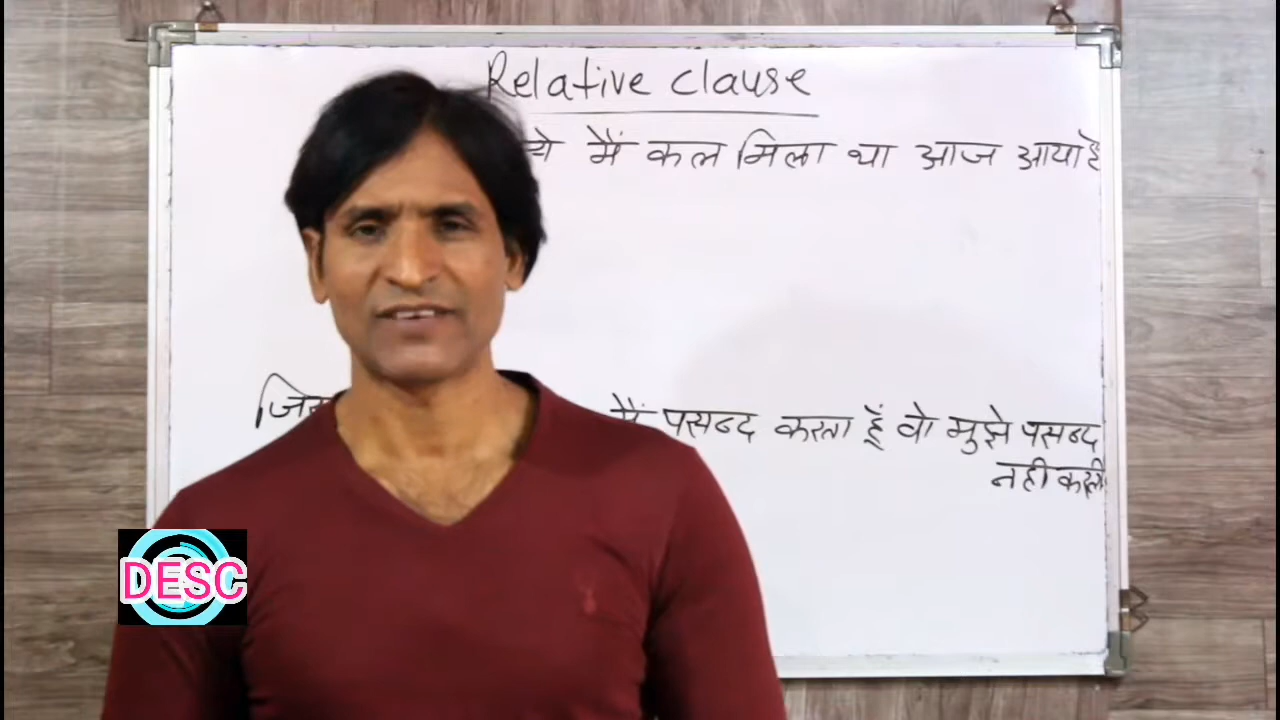 Relative clause
मैं कल मिला था आज आया है
मैं पसन्द करता हूँ वो मुझे पसन्द
नही करती
DESC